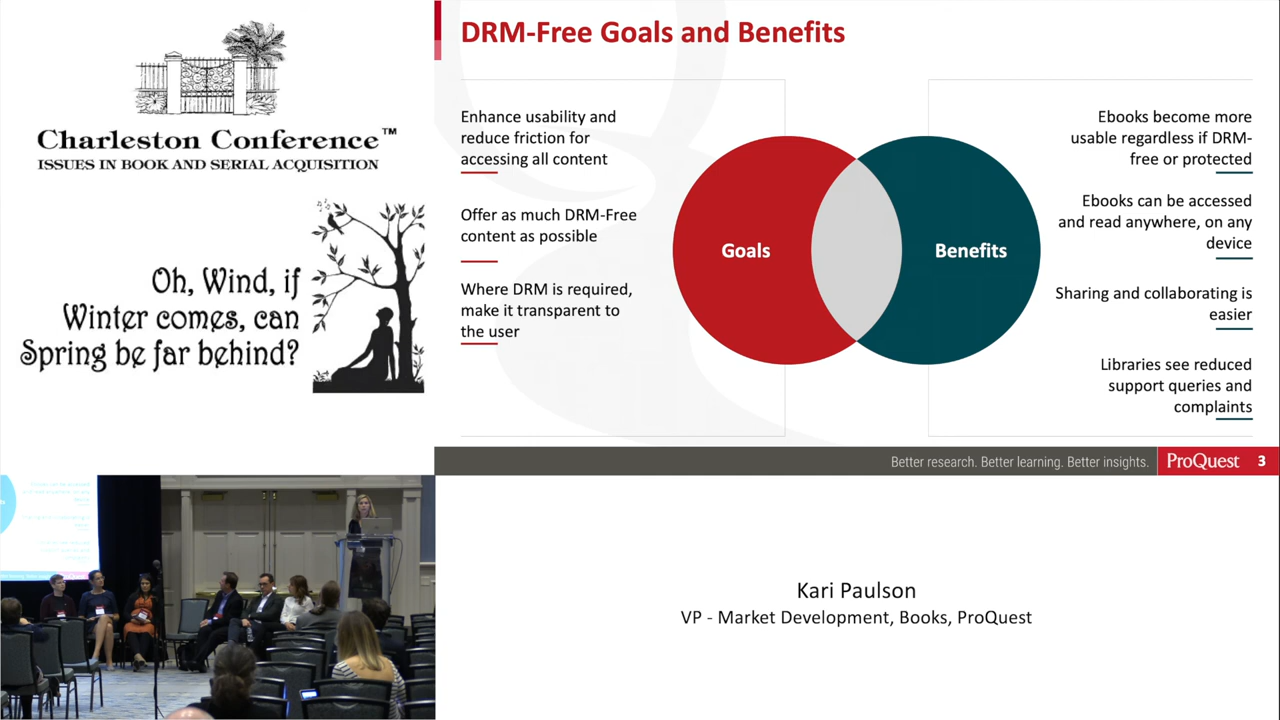 Charleston Conference™
ISSUES IN BOOK AND SERIAL ACQUISITION
Oh, Wind, if
Winter comes, can
Spring be far behind?
DRM-Free Goals and Benefits
Enhance usability and
reduce friction for
accessing all content
Offer as much DRM-Free
content as possible
Where DRM is required,
make it transparent to
the user
Goals
Benefits
Ebooks become more
usable regardless if DRM-
free or protected
Ebooks can be accessed
and read anywhere, on any
device
Sharing and collaborating is
easier
Libraries see reduced
support queries and
complaints
Better research. Better learning. Better insights.
ProQuest
3
Kari Paulson
VP - Market Development, Books, ProQuest